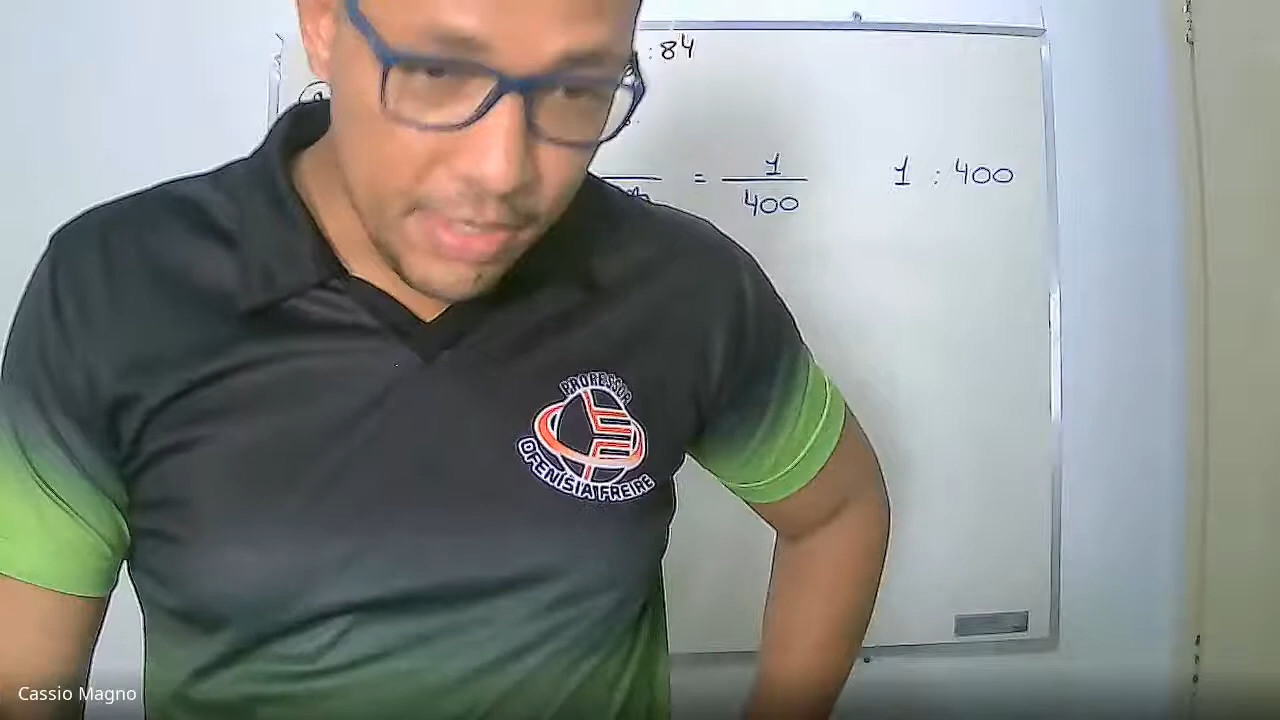 : 84
= 1
400
1 : 400
PROFESSOR
OFENÍSIA FREIRE
Cassio Magno